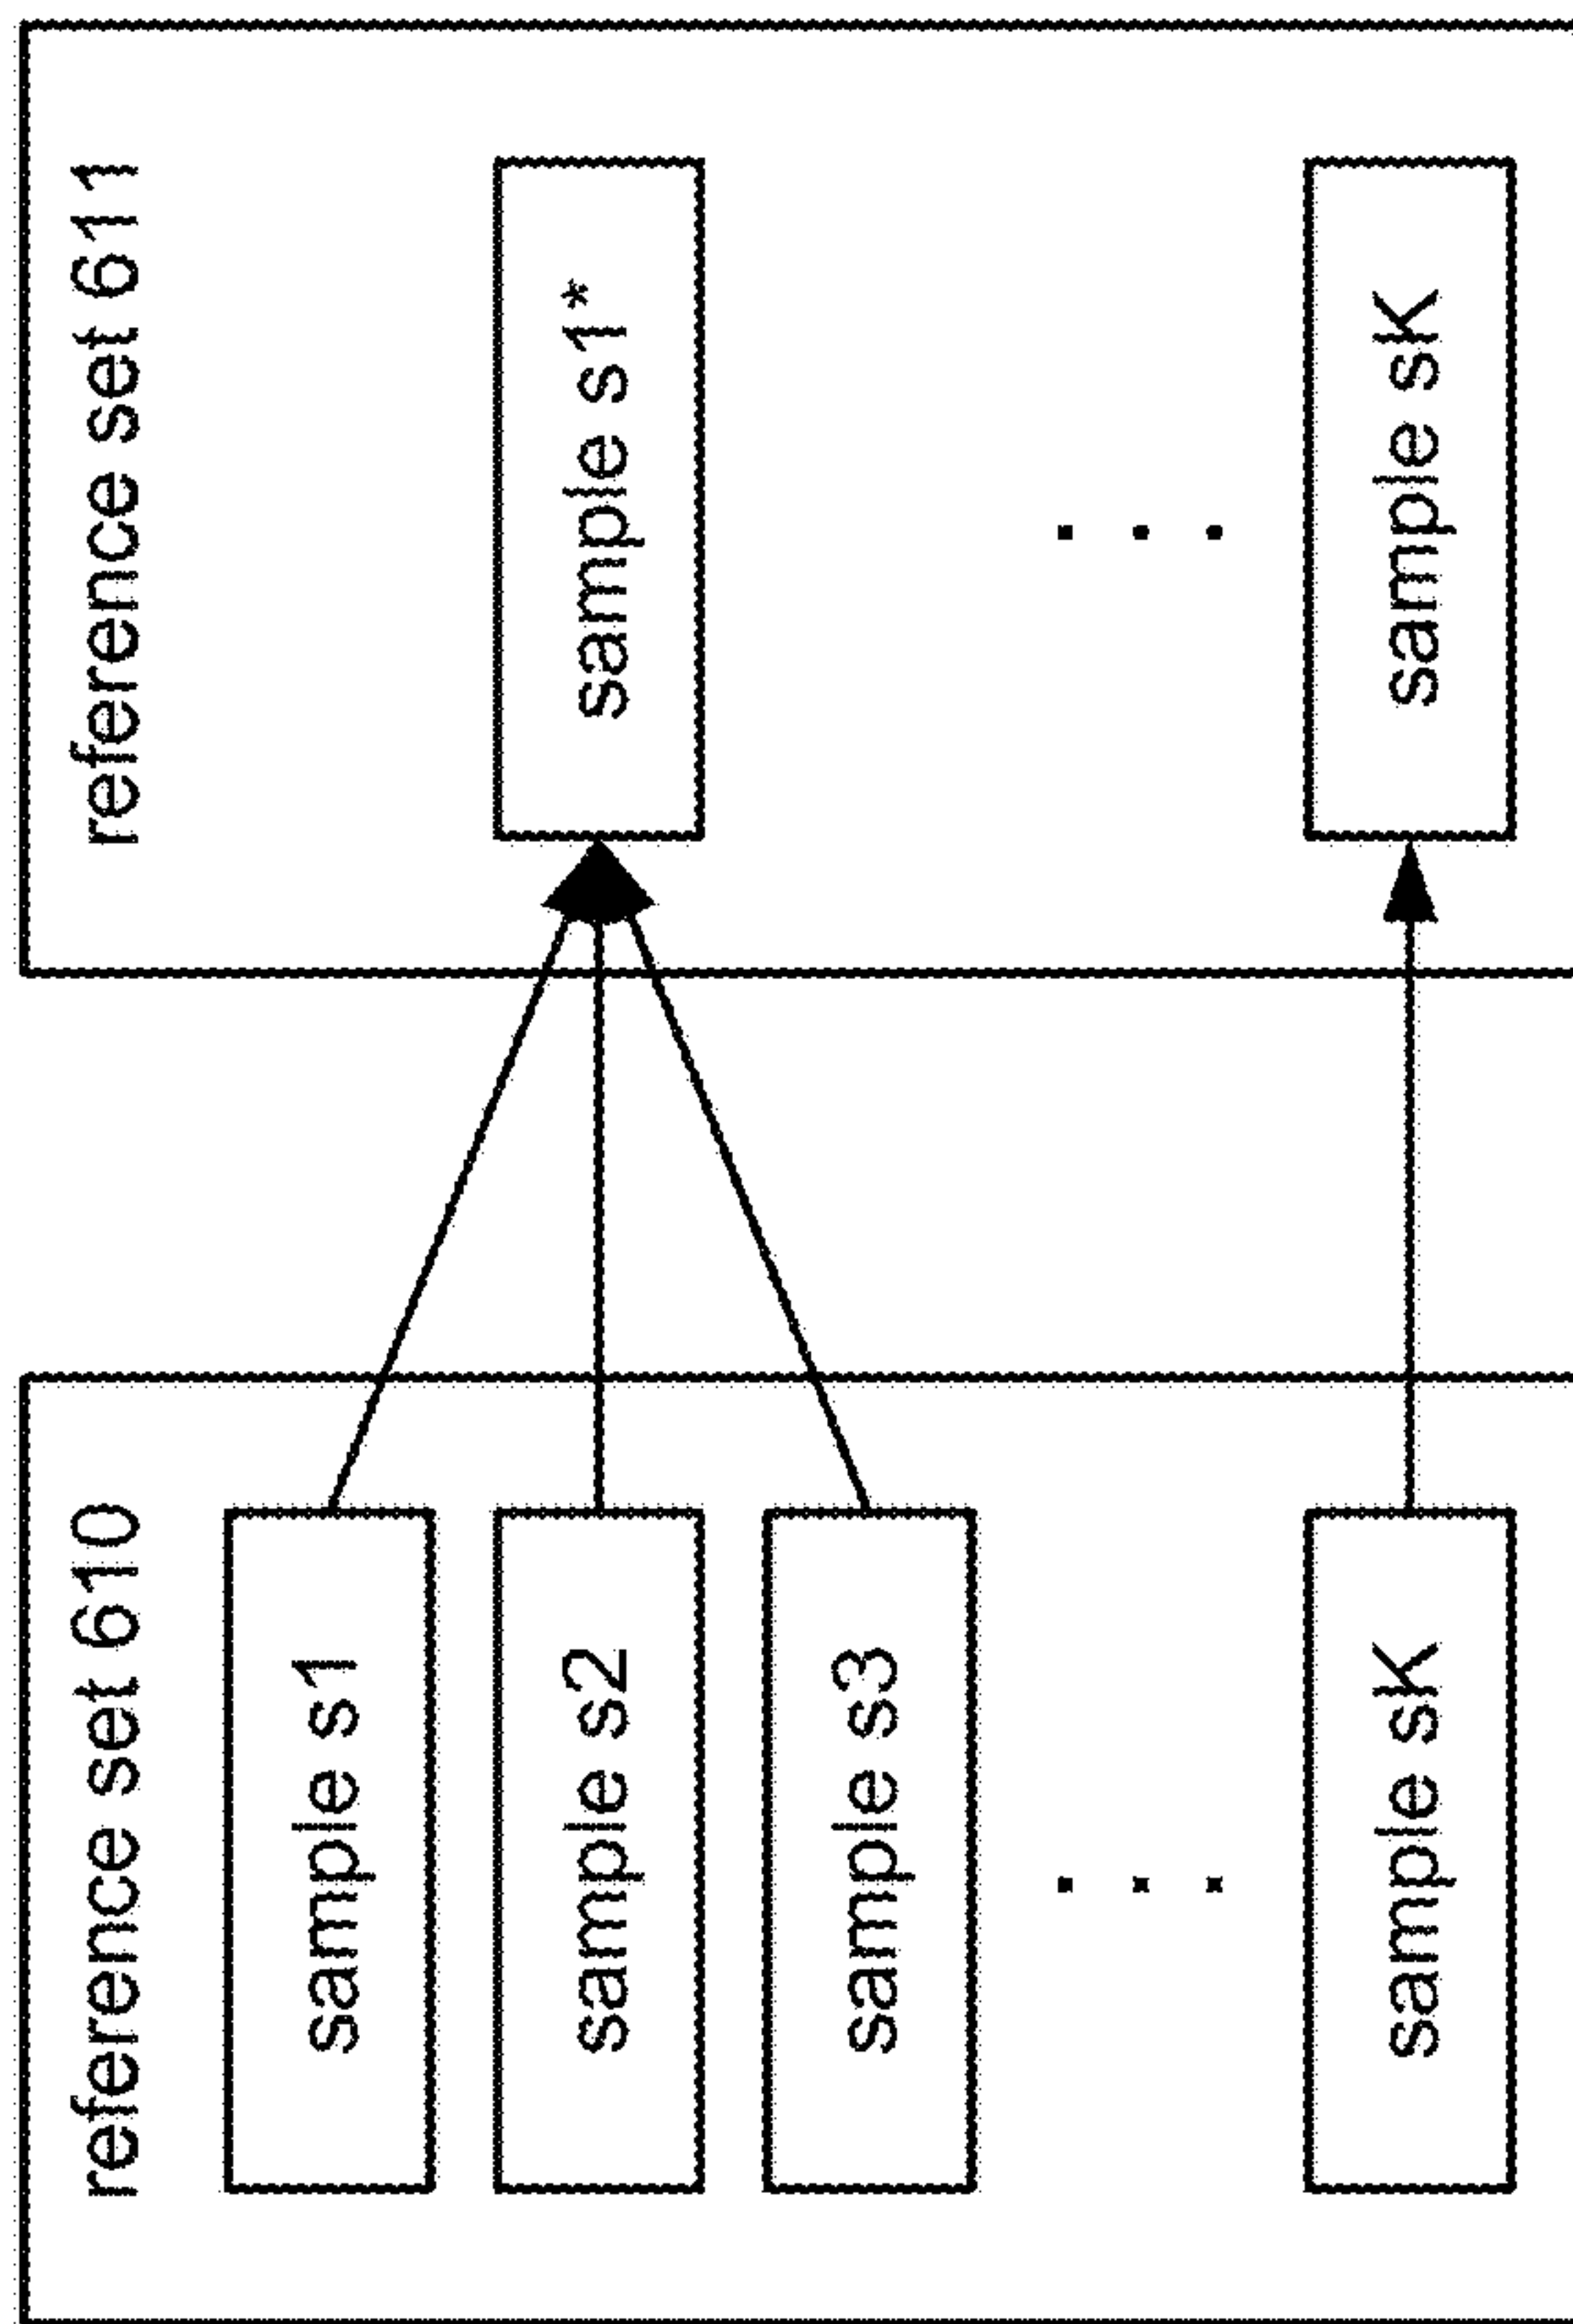 reference set 610
sample s1
sample s2
sample s3
. . .
sample sK
reference set 611
sample s1*
. . .
sample sK